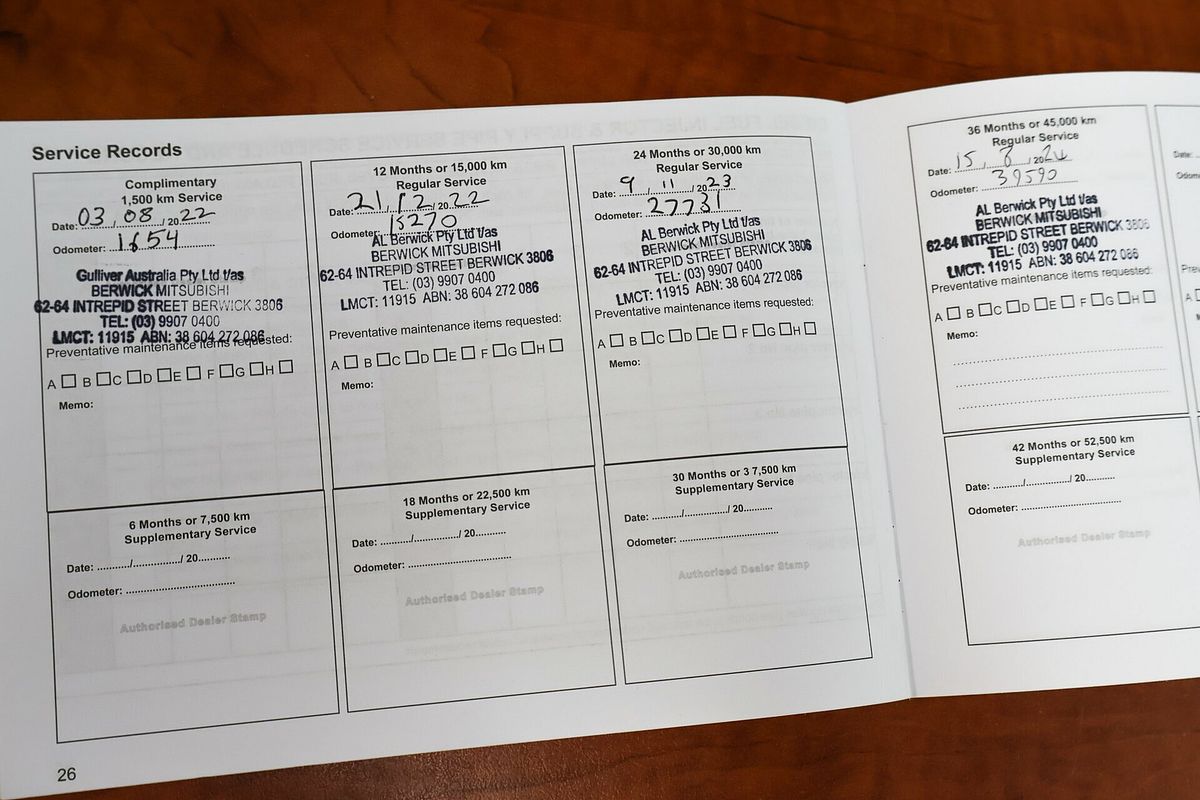 Service Records
Complimentary
1,500 km Service
Date: 03 / 08 / 2022
Odometer: 1654
Gulliver Australia Pty Ltd t/as
BERWICK MITSUBISHI
62-64 INTREPID STREET BERWICK 3806
TEL: (03) 9907 0400
LMCT: 11915 ABN: 38 604 272 086
Preventative maintenance items requested:
A B C D E F G H
Memo:
12 Months or 15,000 km
Regular Service
Date: 21 / 12 / 2022
Odometer: 15270
AL Berwick Pty Ltd t/as
BERWICK MITSUBISHI
62-64 INTREPID STREET BERWICK 3806
TEL: (03) 9907 0400
LMCT: 11915 ABN: 38 604 272 086
Preventative maintenance items requested:
A B C D E F G H
Memo:
24 Months or 30,000 km
Regular Service
Date: 9 / 11 / 2023
Odometer: 27731
AL Berwick Pty Ltd t/as
BERWICK MITSUBISHI
62-64 INTREPID STREET BERWICK 3806
TEL: (03) 9907 0400
LMCT: 11915 ABN: 38 604 272 086
Preventative maintenance items requested:
A B C D E F G H
Memo:
36 Months or 45,000 km
Regular Service
Date: 15 / 8 / 2024
Odometer: 39590
AL Berwick Pty Ltd t/as
BERWICK MITSUBISHI
62-64 INTREPID STREET BERWICK 3806
TEL: (03) 9907 0400
LMCT: 11915 ABN: 38 604 272 086
Preventative maintenance items requested:
A B C D E F G H
Memo:
Date:
6 Months or 7,500 km
Supplementary Service
Date: ........../.............../ 20..........
Odometer: ..................................
Authorised Dealer Stamp
18 Months or 22,500 km
Supplementary Service
Date: ........../.............../ 20..........
Odometer: ..................................
Authorised Dealer Stamp
30 Months or 3 7,500 km
Supplementary Service
Date: ........../.............../ 20..........
Odometer: ..................................
Authorised Dealer Stamp
42 Months or 52,500 km
Supplementary Service
Date: ........../.............../ 20..........
Odometer: ..................................
Authorised Dealer Stamp
26